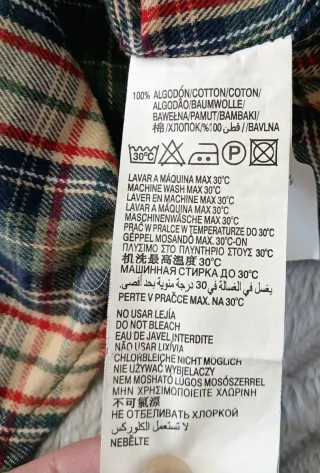 100% ALGODÓN/COTTON/COTON/
ALGODÃO/BAUMWOLLE/
BAWEŁNA/PAMUT/BAMBAKI/
棉/ХЛОПОК/%100 قطن//BAVLNA
30°C P
LAVAR A MÁQUINA MAX 30°C
MACHINE WASH MAX 30°C
LAVER EN MACHINE MAX 30°C
LAVAR A MÁQUINA MAX 30°C
MASCHINENWÄSCHE MAX 30°C
PRAĆ W PRALCE W TEMPERATURZE DO 30°C
GÉPPEL MOSANDÓ MAX. 30°C-ON
ΠΛΥΣΙΜΟ ΣΤΟ ΠΛΥΝΤΗΡΙΟ ΣΤΟΥΣ 30°C
机洗最高温度 30°C
МАШИННАЯ СТИРКА ДО 30°C
يغسل في الغسالة في 30 درجة مئوية بحد أقصى.
PERTE V PRAČCE MAX. NA 30°C
NO USAR LEJÍA
DO NOT BLEACH
EAU DE JAVEL INTERDITE
NÃO USAR LIXÍVIA
CHLORBLEICHE NICHT MÖGLICH
NIE UŻYWAĆ WYBIELACZY
NEM MOSHATÓ LÚGOS MOSÓSZERREL
ΜΗΝ ΧΡΗΣΙΜΟΠΟΙΕΙΤΕ ΧΛΩΡΙΝΗ
不可氯漂
НЕ ОТБЕЛИВАТЬ ХЛОРКОЙ
لا تستعمل الكلوركس
NEBĚLTE